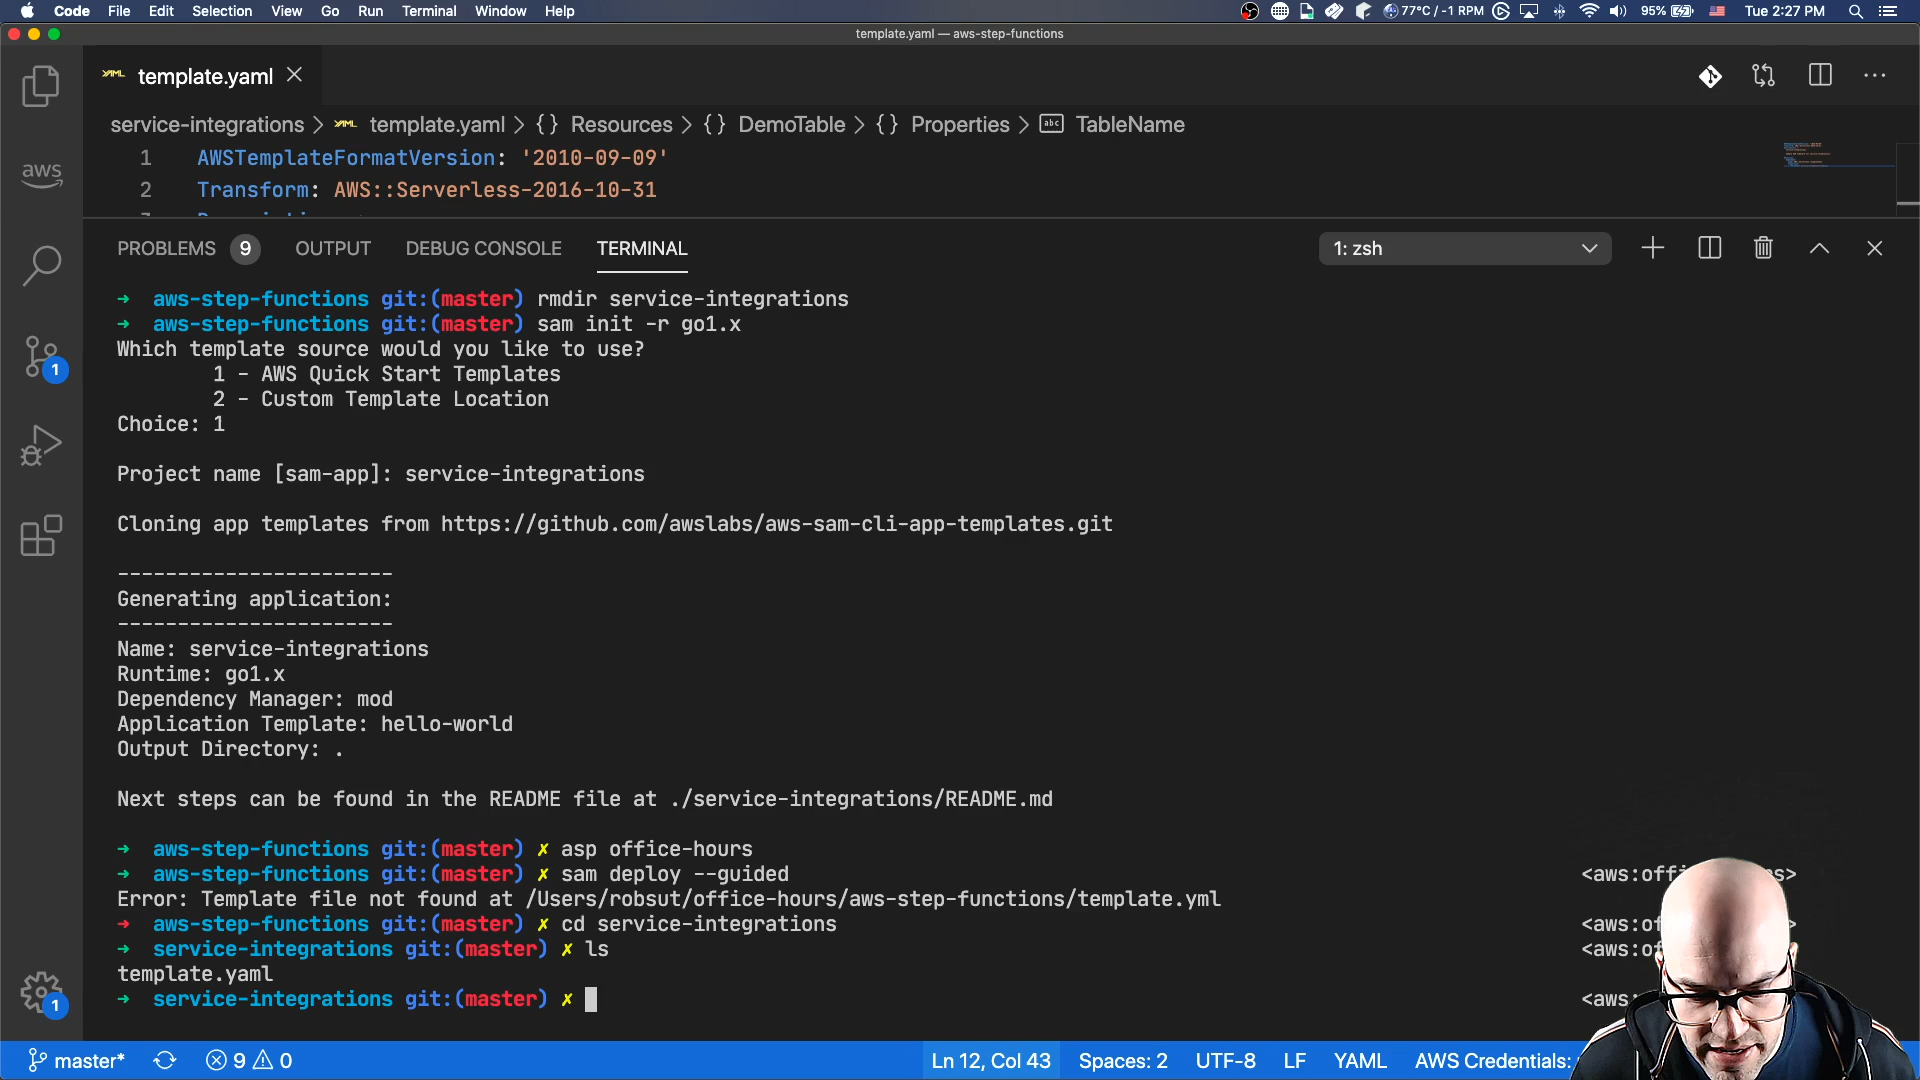 Code File Edit Selection View Go Run Terminal Window Help 77°C / -1 RPM 95% Tue 2:27 PM
template.yaml — aws-step-functions
YAML template.yaml
service-integrations > YAML template.yaml > {} Resources > {} DemoTable > {} Properties > abc TableName
aws
1 AWSTemplateFormatVersion: '2010-09-09'
2 Transform: AWS::Serverless-2016-10-31
PROBLEMS 9 OUTPUT DEBUG CONSOLE TERMINAL 1: zsh
➜ aws-step-functions git:(master) rmdir service-integrations
➜ aws-step-functions git:(master) sam init -r go1.x
Which template source would you like to use?
1 - AWS Quick Start Templates
2 - Custom Template Location
Choice: 1
1
Project name [sam-app]: service-integrations
Cloning app templates from https://github.com/awslabs/aws-sam-cli-app-templates.git
-----------------------
Generating application:
-----------------------
Name: service-integrations
Runtime: go1.x
Dependency Manager: mod
Application Template: hello-world
Output Directory: .
Next steps can be found in the README file at ./service-integrations/README.md
➜ aws-step-functions git:(master) ✗ asp office-hours
➜ aws-step-functions git:(master) ✗ sam deploy --guided
Error: Template file not found at /Users/robsut/office-hours/aws-step-functions/template.yml
➜ aws-step-functions git:(master) ✗ cd service-integrations
➜ service-integrations git:(master) ✗ ls
template.yaml
➜ service-integrations git:(master) ✗
1
master* 9 0 Ln 12, Col 43 Spaces: 2 UTF-8 LF YAML AWS Credentials: